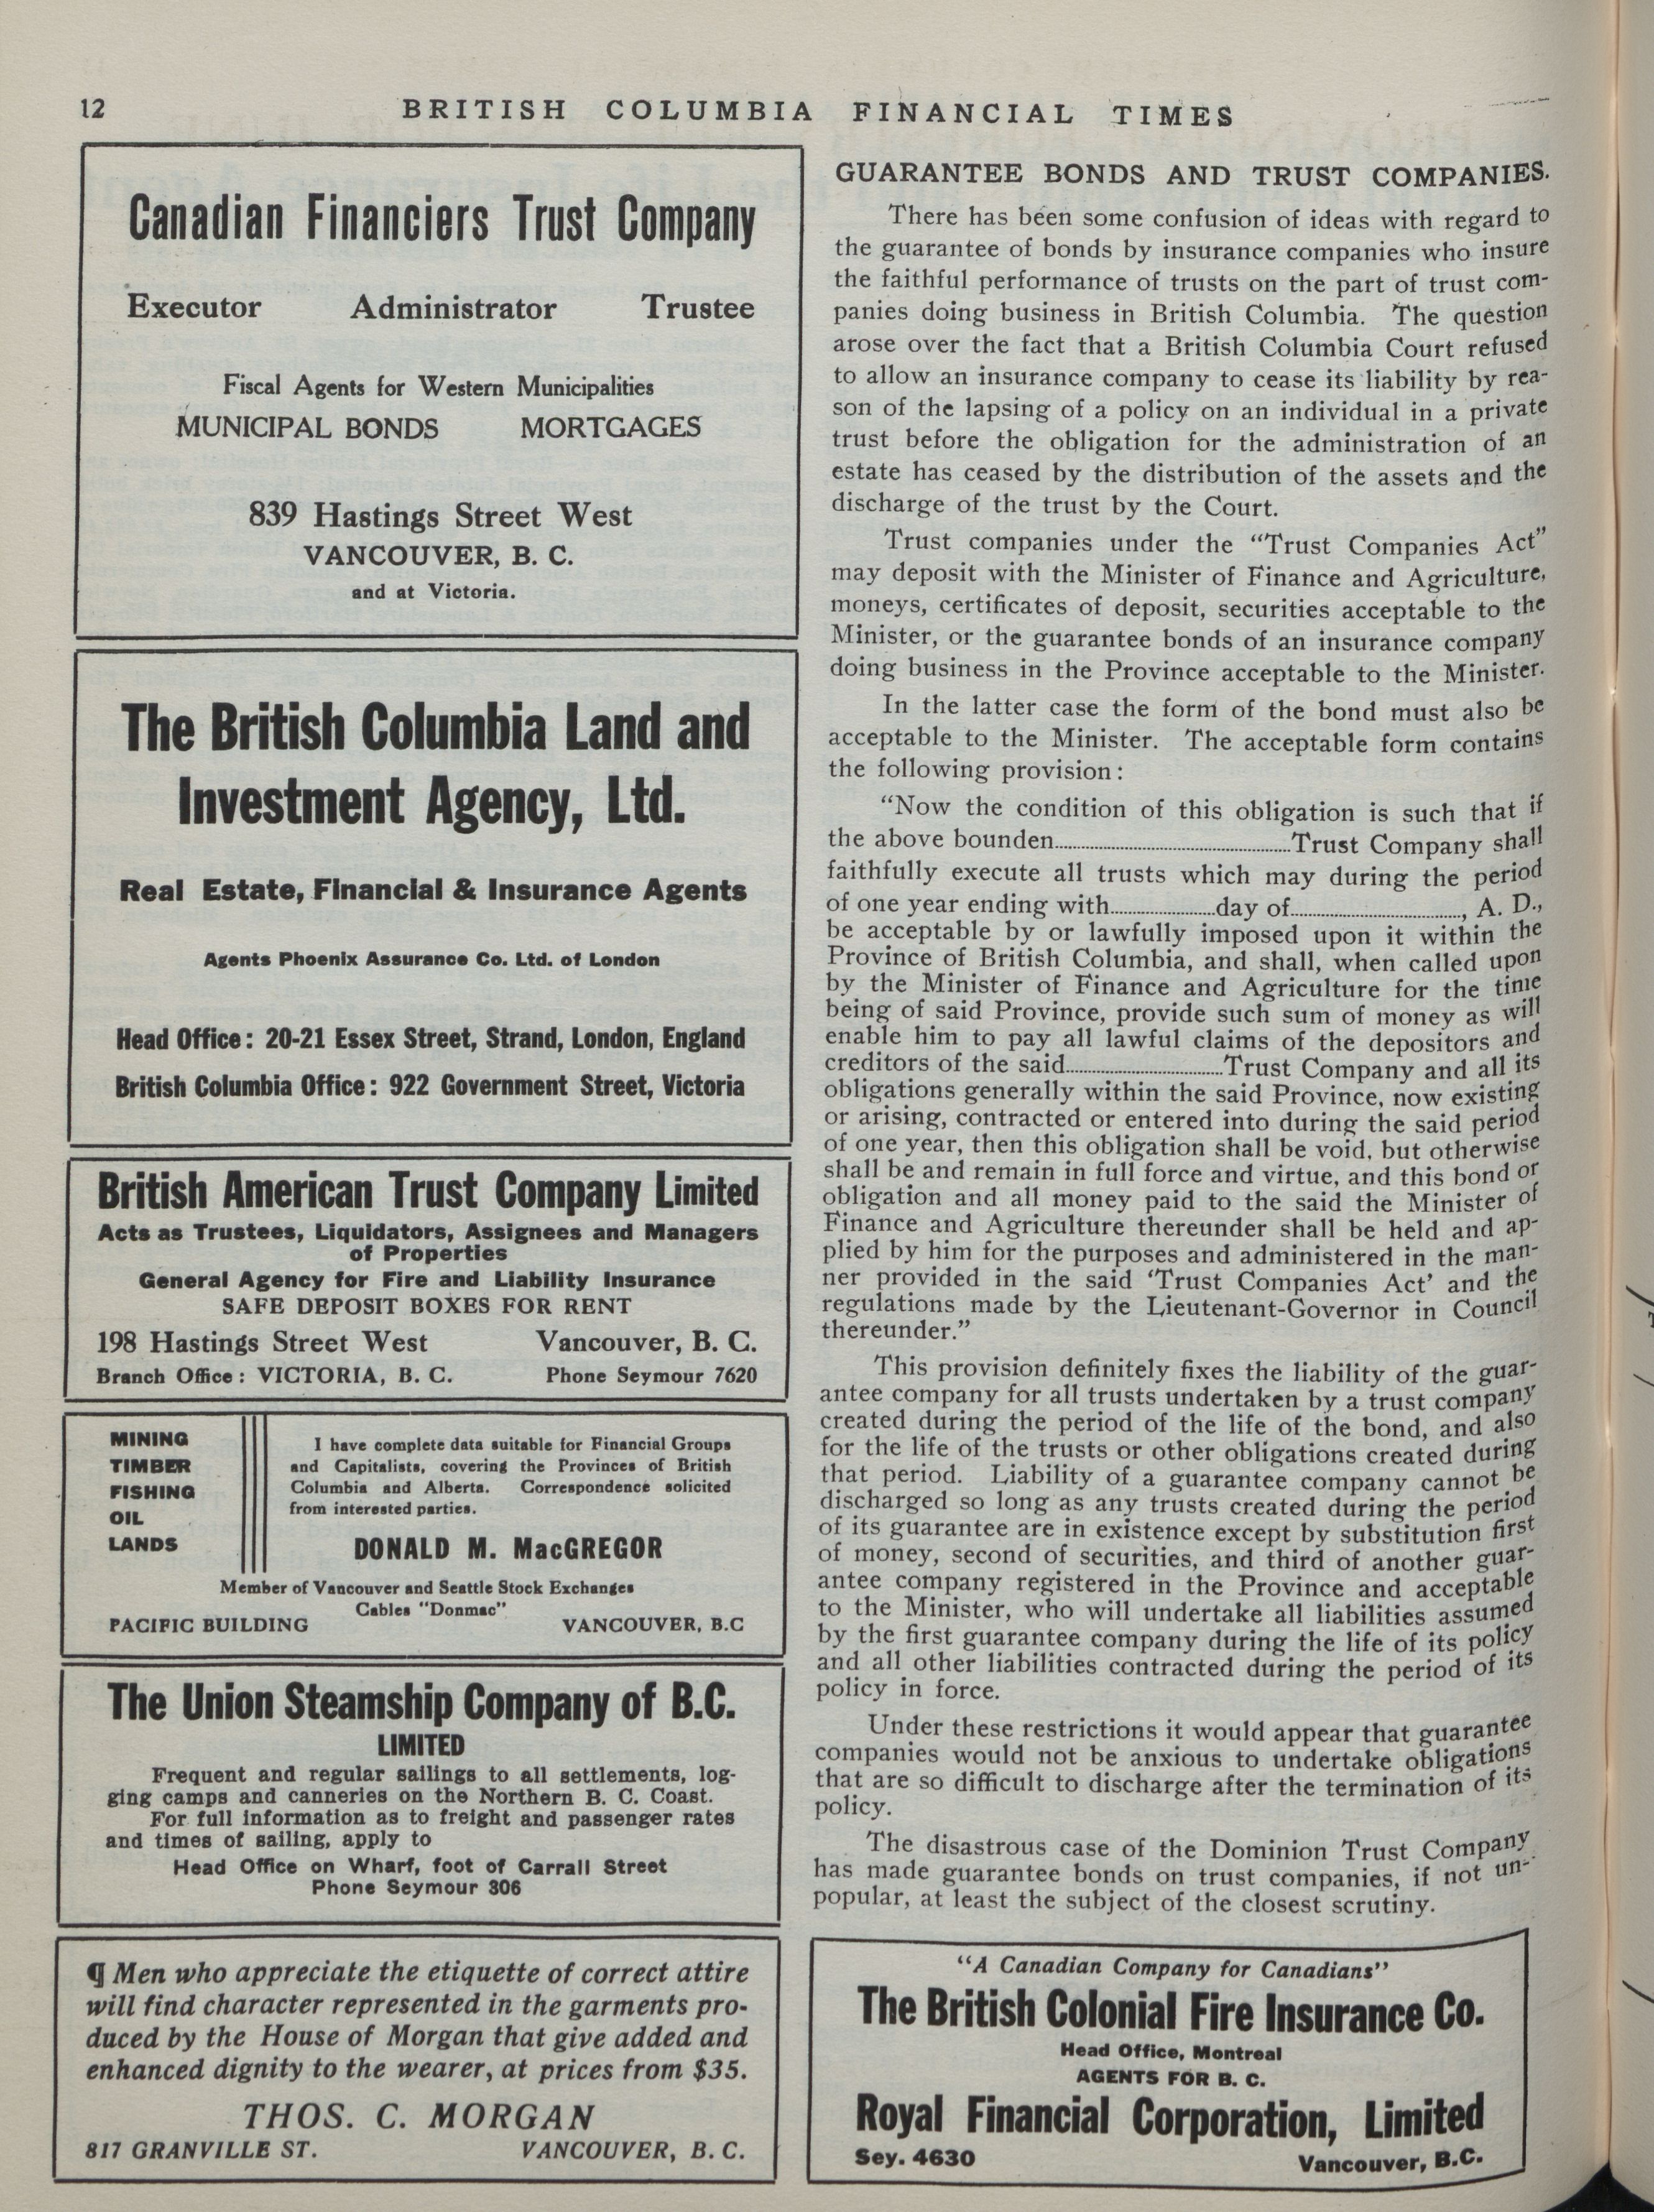 12
BRITISH COLUMBIA FINANCIAL TIMES
Canadian Financiers Trust Company
Executor Administrator Trustee
Fiscal Agents for Western Municipalities
MUNICIPAL BONDS MORTGAGES
839 Hastings Street West
VANCOUVER, B. C.
and at Victoria.
The British Columbia Land and
Investment Agency, Ltd.
Real Estate, Financial & Insurance Agents
Agents Phoenix Assurance Co. Ltd. of London
Head Office: 20-21 Essex Street, Strand, London, England
British Columbia Office: 922 Government Street, Victoria
British American Trust Company Limited
Acts as Trustees, Liquidators, Assignees and Managers
of Properties
General Agency for Fire and Liability Insurance
SAFE DEPOSIT BOXES FOR RENT
198 Hastings Street West Vancouver, B. C.
Branch Office: VICTORIA, B. C. Phone Seymour 7620
MINING
TIMBER
FISHING
OIL
LANDS
I have complete data suitable for Financial Groups
and Capitalists, covering the Provinces of British
Columbia and Alberta. Correspondence solicited
from interested parties.
DONALD M. MacGREGOR
Member of Vancouver and Seattle Stock Exchanges
Cables "Donmac"
PACIFIC BUILDING VANCOUVER, B.C
The Union Steamship Company of B.C.
LIMITED
Frequent and regular sailings to all settlements, log-
ging camps and canneries on the Northern B. C. Coast.
For full information as to freight and passenger rates
and times of sailing, apply to
Head Office on Wharf, foot of Carrall Street
Phone Seymour 306
¶ Men who appreciate the etiquette of correct attire
will find character represented in the garments pro-
duced by the House of Morgan that give added and
enhanced dignity to the wearer, at prices from $35.
THOS. C. MORGAN
817 GRANVILLE ST. VANCOUVER, B. C.
GUARANTEE BONDS AND TRUST COMPANIES.
There has been some confusion of ideas with regard to
the guarantee of bonds by insurance companies who insure
the faithful performance of trusts on the part of trust com-
panies doing business in British Columbia. The question
arose over the fact that a British Columbia Court refused
to allow an insurance company to cease its liability by rea-
son of the lapsing of a policy on an individual in a private
trust before the obligation for the administration of an
estate has ceased by the distribution of the assets and the
discharge of the trust by the Court.
Trust companies under the "Trust Companies Act"
may deposit with the Minister of Finance and Agriculture,
moneys, certificates of deposit, securities acceptable to the
Minister, or the guarantee bonds of an insurance company
doing business in the Province acceptable to the Minister.
In the latter case the form of the bond must also be
acceptable to the Minister. The acceptable form contains
the following provision:
"Now the condition of this obligation is such that if
the above bounden..............................Trust Company shall
faithfully execute all trusts which may during the period
of one year ending with..............day of......................, A. D.,
be acceptable by or lawfully imposed upon it within the
Province of British Columbia, and shall, when called upon
by the Minister of Finance and Agriculture for the time
being of said Province, provide such sum of money as will
enable him to pay all lawful claims of the depositors and
creditors of the said......................Trust Company and all its
obligations generally within the said Province, now existing
or arising, contracted or entered into during the said period
of one year, then this obligation shall be void, but otherwise
shall be and remain in full force and virtue, and this bond or
obligation and all money paid to the said the Minister of
Finance and Agriculture thereunder shall be held and ap-
plied by him for the purposes and administered in the man-
ner provided in the said 'Trust Companies Act' and the
regulations made by the Lieutenant-Governor in Council
thereunder."
This provision definitely fixes the liability of the guar-
antee company for all trusts undertaken by a trust company
created during the period of the life of the bond, and also
for the life of the trusts or other obligations created during
that period. Liability of a guarantee company cannot be
discharged so long as any trusts created during the period
of its guarantee are in existence except by substitution first
of money, second of securities, and third of another guar-
antee company registered in the Province and acceptable
to the Minister, who will undertake all liabilities assumed
by the first guarantee company during the life of its policy
and all other liabilities contracted during the period of its
policy in force.
Under these restrictions it would appear that guarantee
companies would not be anxious to undertake obligations
that are so difficult to discharge after the termination of its
policy.
The disastrous case of the Dominion Trust Company
has made guarantee bonds on trust companies, if not un-
popular, at least the subject of the closest scrutiny.
"A Canadian Company for Canadians"
The British Colonial Fire Insurance Co.
Head Office, Montreal
AGENTS FOR B. C.
Royal Financial Corporation, Limited
Sey. 4630 Vancouver, B.C.